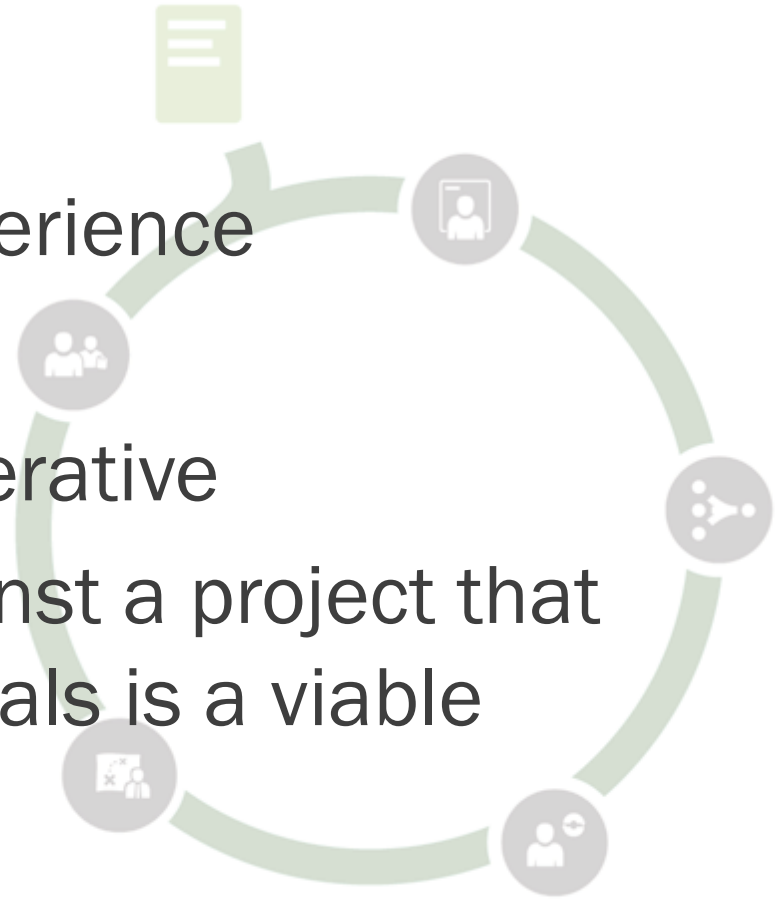 erience
erative
nst a project that
als is a viable